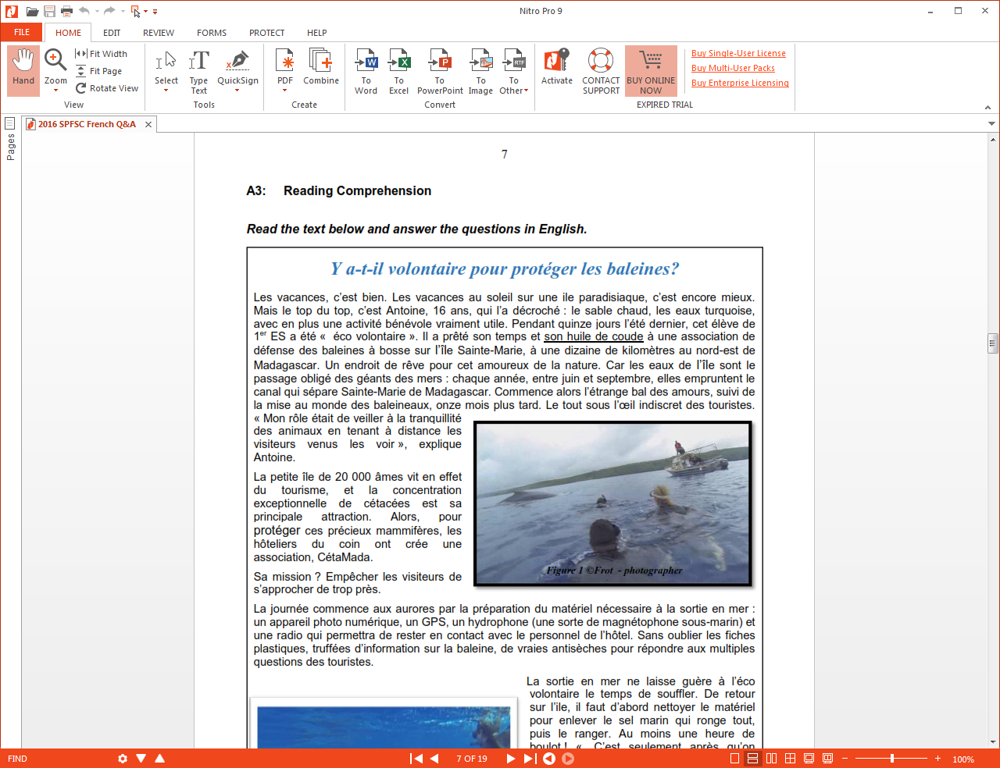 Nitro Pro 9
FILE HOME EDIT REVIEW FORMS PROTECT HELP
Hand
Zoom
Fit Width
Fit Page
Rotate View
View
Select
Type Text
QuickSign
Tools
PDF
Combine
Create
To Word
To Excel
To PowerPoint
To Image
To Other
Convert
Activate
CONTACT SUPPORT
BUY ONLINE NOW
Buy Single-User License
Buy Multi-User Packs
Buy Enterprise Licensing
EXPIRED TRIAL
2016 SPFSC French Q&A
Pages
7
A3: Reading Comprehension
Read the text below and answer the questions in English.
Y a-t-il volontaire pour protéger les baleines?
Les vacances, c'est bien. Les vacances au soleil sur une ile paradisiaque, c'est encore mieux.
Mais le top du top, c'est Antoine, 16 ans, qui l'a décroché : le sable chaud, les eaux turquoise,
avec en plus une activité bénévole vraiment utile. Pendant quinze jours l'été dernier, cet élève de
1er ES a été « éco volontaire ». Il a prêté son temps et son huile de coude à une association de
défense des baleines à bosse sur l'île Sainte-Marie, à une dizaine de kilomètres au nord-est de
Madagascar. Un endroit de rêve pour cet amoureux de la nature. Car les eaux de l'île sont le
passage obligé des géants des mers : chaque année, entre juin et septembre, elles empruntent le
canal qui sépare Sainte-Marie de Madagascar. Commence alors l'étrange bal des amours, suivi de
la mise au monde des baleineaux, onze mois plus tard. Le tout sous l'œil indiscret des touristes.
« Mon rôle était de veiller à la tranquillité
des animaux en tenant à distance les
visiteurs venus les voir », explique
Antoine.
La petite île de 20 000 âmes vit en effet
du tourisme, et la concentration
exceptionnelle de cétacées est sa
principale attraction. Alors, pour
protéger ces précieux mammifères, les
hôteliers du coin ont crée une
association, CétaMada.
Sa mission ? Empêcher les visiteurs de
s'approcher de trop près.
Figure 1 ©Frot - photographer
La journée commence aux aurores par la préparation du matériel nécessaire à la sortie en mer :
un appareil photo numérique, un GPS, un hydrophone (une sorte de magnétophone sous-marin) et
une radio qui permettra de rester en contact avec le personnel de l'hôtel. Sans oublier les fiches
plastiques, truffées d'information sur la baleine, de vraies antisèches pour répondre aux multiples
questions des touristes.
La sortie en mer ne laisse guère à l'éco
volontaire le temps de souffler. De retour
sur l'ile, il faut d'abord nettoyer le matériel
pour enlever le sel marin qui ronge tout,
puis le ranger. Au moins une heure de
boulot ! « C'est seulement après qu'on
FIND
7 OF 19
100%